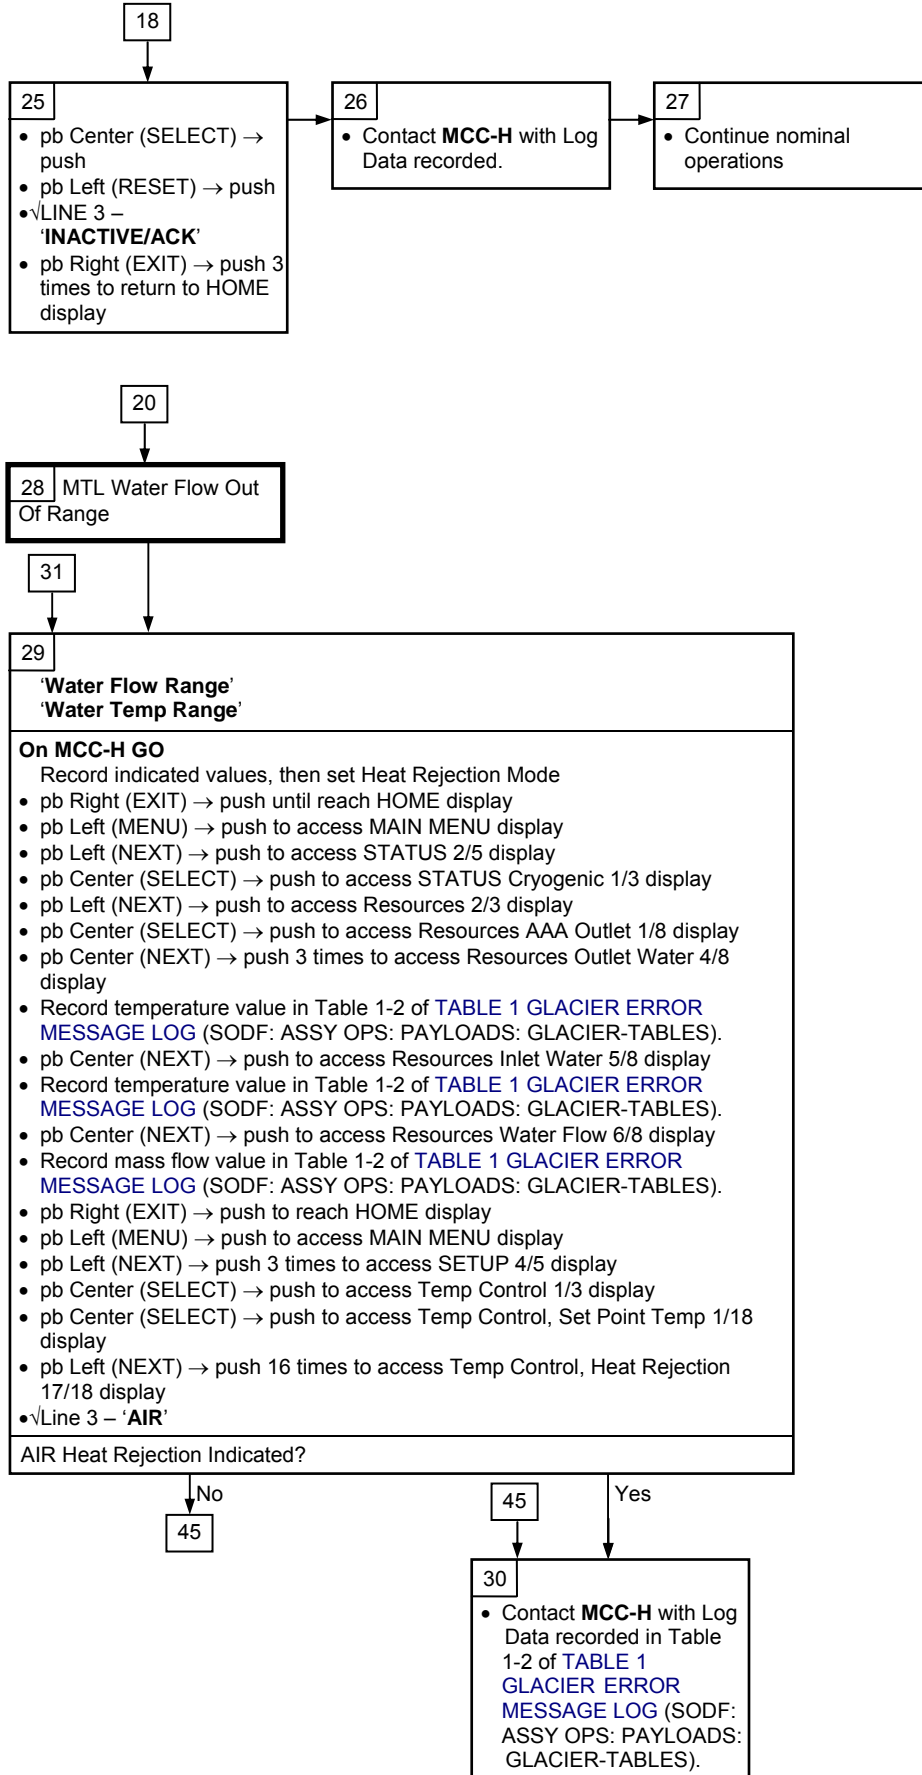 18
25
• pb Center (SELECT) → push
• pb Left (RESET) → push
•√LINE 3 –
'INACTIVE/ACK'
• pb Right (EXIT) → push 3
times to return to HOME
display
26
• Contact MCC-H with Log
Data recorded.
27
• Continue nominal
operations
20
28 MTL Water Flow Out
Of Range
31
29
'Water Flow Range'
'Water Temp Range'
On MCC-H GO
Record indicated values, then set Heat Rejection Mode
• pb Right (EXIT) → push until reach HOME display
• pb Left (MENU) → push to access MAIN MENU display
• pb Left (NEXT) → push to access STATUS 2/5 display
• pb Center (SELECT) → push to access STATUS Cryogenic 1/3 display
• pb Left (NEXT) → push to access Resources 2/3 display
• pb Center (SELECT) → push to access Resources AAA Outlet 1/8 display
• pb Center (NEXT) → push 3 times to access Resources Outlet Water 4/8
display
• Record temperature value in Table 1-2 of TABLE 1 GLACIER ERROR
MESSAGE LOG (SODF: ASSY OPS: PAYLOADS: GLACIER-TABLES).
• pb Center (NEXT) → push to access Resources Inlet Water 5/8 display
• Record temperature value in Table 1-2 of TABLE 1 GLACIER ERROR
MESSAGE LOG (SODF: ASSY OPS: PAYLOADS: GLACIER-TABLES).
• pb Center (NEXT) → push to access Resources Water Flow 6/8 display
• Record mass flow value in Table 1-2 of TABLE 1 GLACIER ERROR
MESSAGE LOG (SODF: ASSY OPS: PAYLOADS: GLACIER-TABLES).
• pb Right (EXIT) → push to reach HOME display
• pb Left (MENU) → push to access MAIN MENU display
• pb Left (NEXT) → push 3 times to access SETUP 4/5 display
• pb Center (SELECT) → push to access Temp Control 1/3 display
• pb Center (SELECT) → push to access Temp Control, Set Point Temp 1/18
display
• pb Left (NEXT) → push 16 times to access Temp Control, Heat Rejection
17/18 display
•√Line 3 – 'AIR'
AIR Heat Rejection Indicated?
No
45
45
Yes
30
• Contact MCC-H with Log
Data recorded in Table
1-2 of TABLE 1
GLACIER ERROR
MESSAGE LOG (SODF:
ASSY OPS: PAYLOADS:
GLACIER-TABLES).